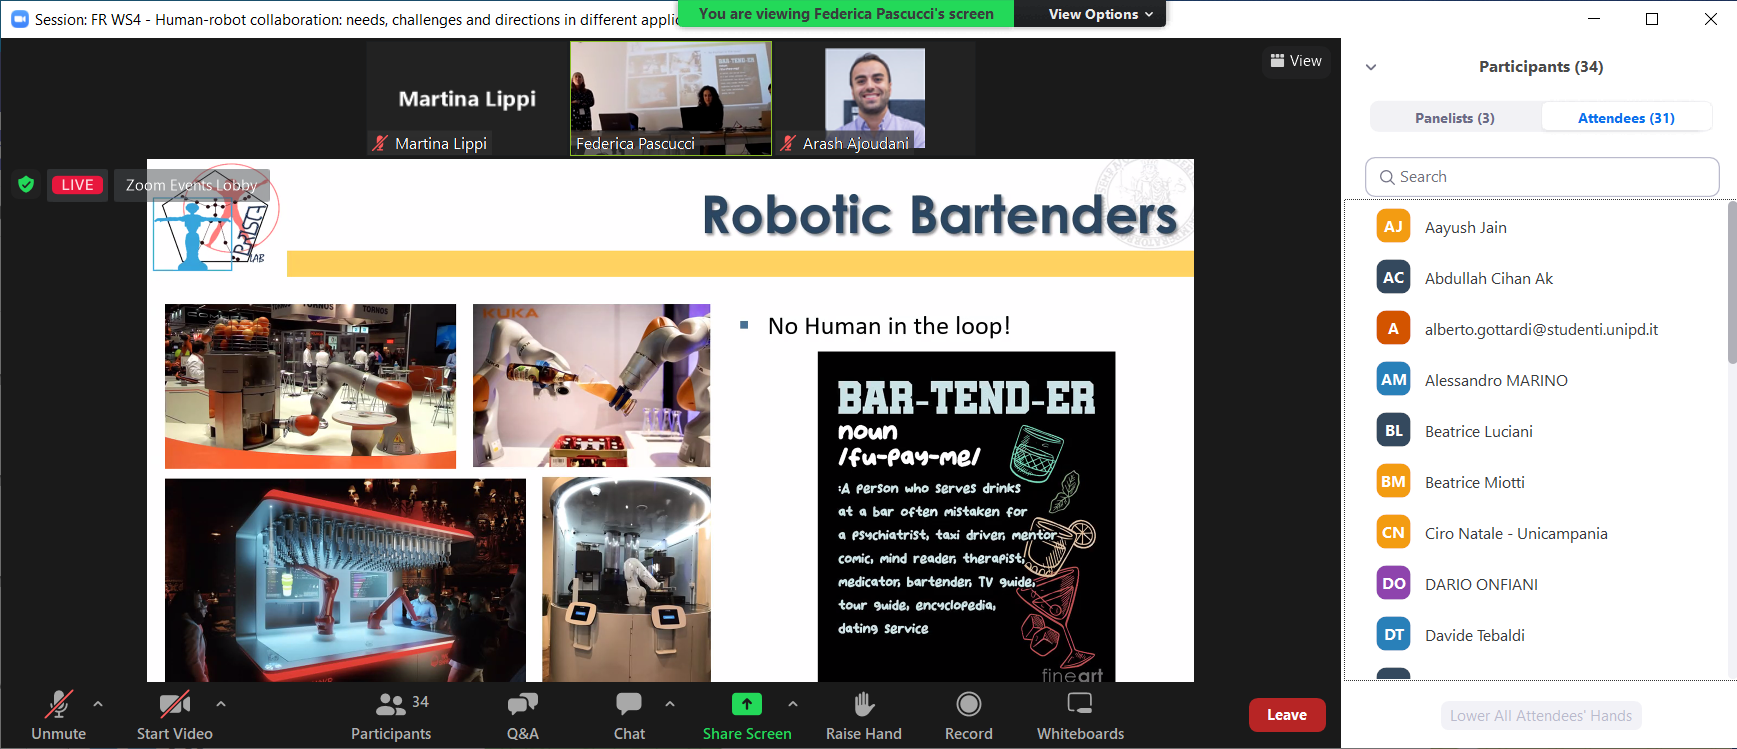 Session: FR WS4 - Human-robot collaboration: needs, challenges and directions in different applic
You are viewing Federica Pascucci's screen
View Options
Martina Lippi
Martina Lippi
Federica Pascucci
Arash Ajoudani
View
LIVE
Zoom Events Lobby
LAB
Robotic Bartenders
TORNOS
KUKA
No Human in the loop!
BAR-TEND-ER
noun
/fu-pay-me/
:A person who serves drinks
at a bar often mistaken for
a psychiatrist, taxi driver, mentor
comic, mind reader, therapist,
medicator, bartender, TV guide,
tour guide, encyclopedia,
dating service
fineart
Unmute
Start Video
34
Participants
Q&A
Chat
Share Screen
Raise Hand
Record
Whiteboards
Leave
Participants (34)
Panelists (3)
Attendees (31)
Search
AJ Aayush Jain
AC Abdullah Cihan Ak
A alberto.gottardi@studenti.unipd.it
AM Alessandro MARINO
BL Beatrice Luciani
BM Beatrice Miotti
CN Ciro Natale - Unicampania
DO DARIO ONFIANI
DT Davide Tebaldi
Lower All Attendees' Hands